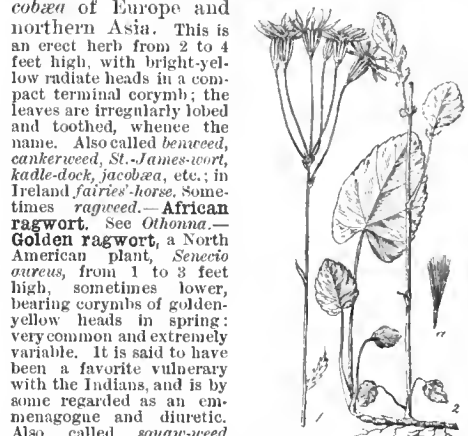 cobæa of Europe and
northern Asia. This is
an erect herb from 2 to 4
feet high, with bright-yel-
low radiate heads in a com-
pact terminal corymb; the
leaves are irregularly lobed
and toothed, whence the
name. Also called benweed,
cankerweed, St.-James-wort,
kadle-dock, jacobæa, etc.; in
Ireland fairies'-horse. Some-
times ragweed.—African
ragwort. See Othonna.—
Golden ragwort, a North
American plant, Senecio
aureus, from 1 to 3 feet
high, sometimes lower,
bearing corymbs of golden-
yellow heads in spring:
very common and extremely
variable. It is said to have
been a favorite vulnerary
with the Indians, and is by
some regarded as an em-
menagogue and diuretic.
Also called squaw-weed
a
1
2